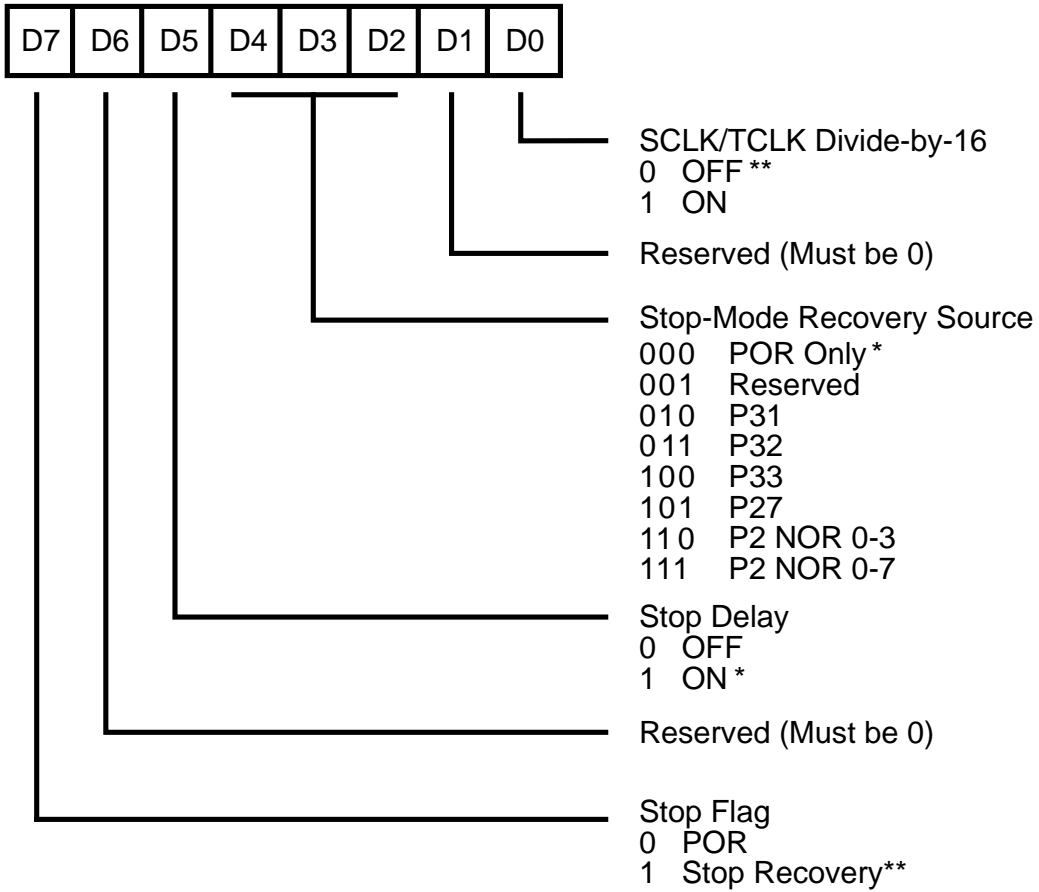 D7 D6 D5 D4 D3 D2 D1 D0
SCLK/TCLK Divide-by-16
0 OFF **
1 ON
Reserved (Must be 0)
Stop-Mode Recovery Source
000 POR Only *
001 Reserved
010 P31
011 P32
100 P33
101 P27
110 P2 NOR 0-3
111 P2 NOR 0-7
Stop Delay
0 OFF
1 ON *
Reserved (Must be 0)
Stop Flag
0 POR
1 Stop Recovery**